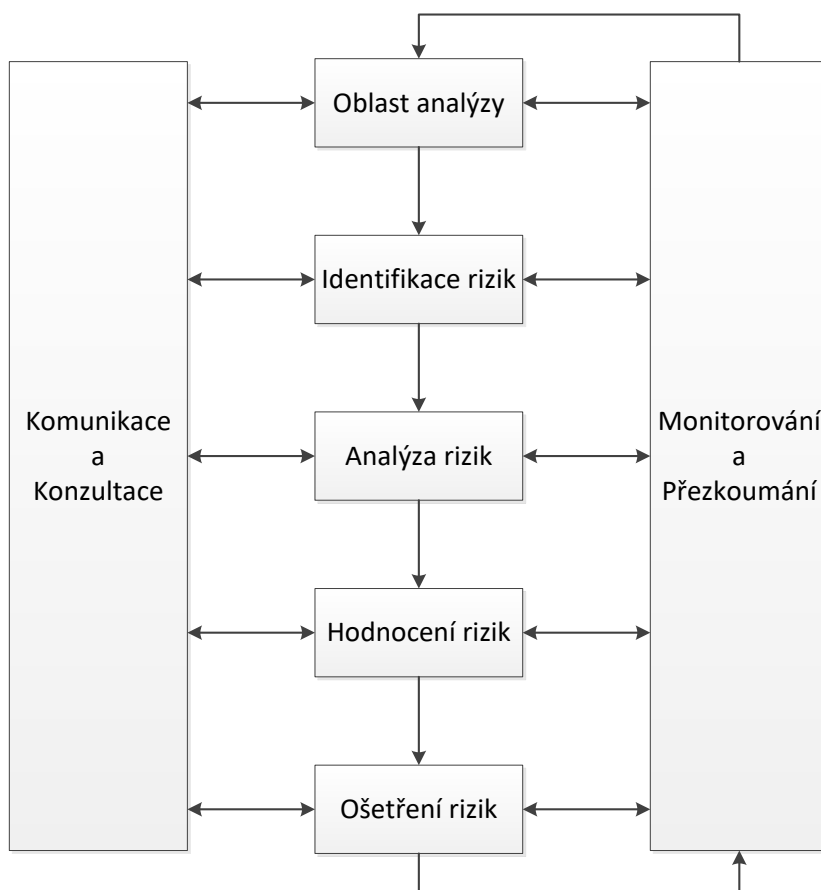 Oblast analýzy
Identifikace rizik
Komunikace
a
Konzultace
Analýza rizik
Monitorování
a
Přezkoumání
Hodnocení rizik
Ošetření rizik